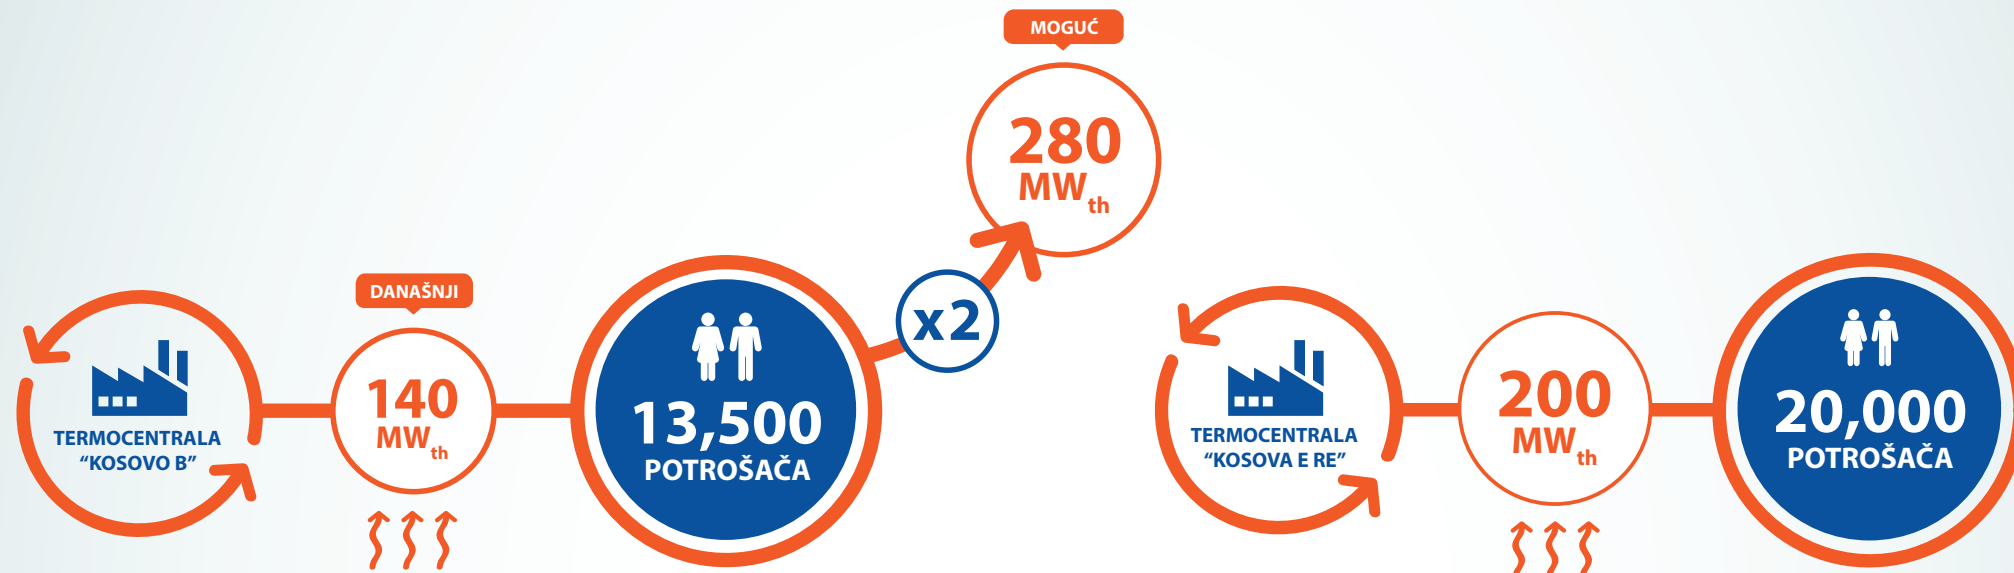 MOGUĆ
280
MWth
DANAŠNJI
TERMOCENTRALA
“KOSOVO B”
140
MWth
13,500
POTROŠAČA
x2
TERMOCENTRALA
“KOSOVA E RE”
200
MWth
20,000
POTROŠAČA